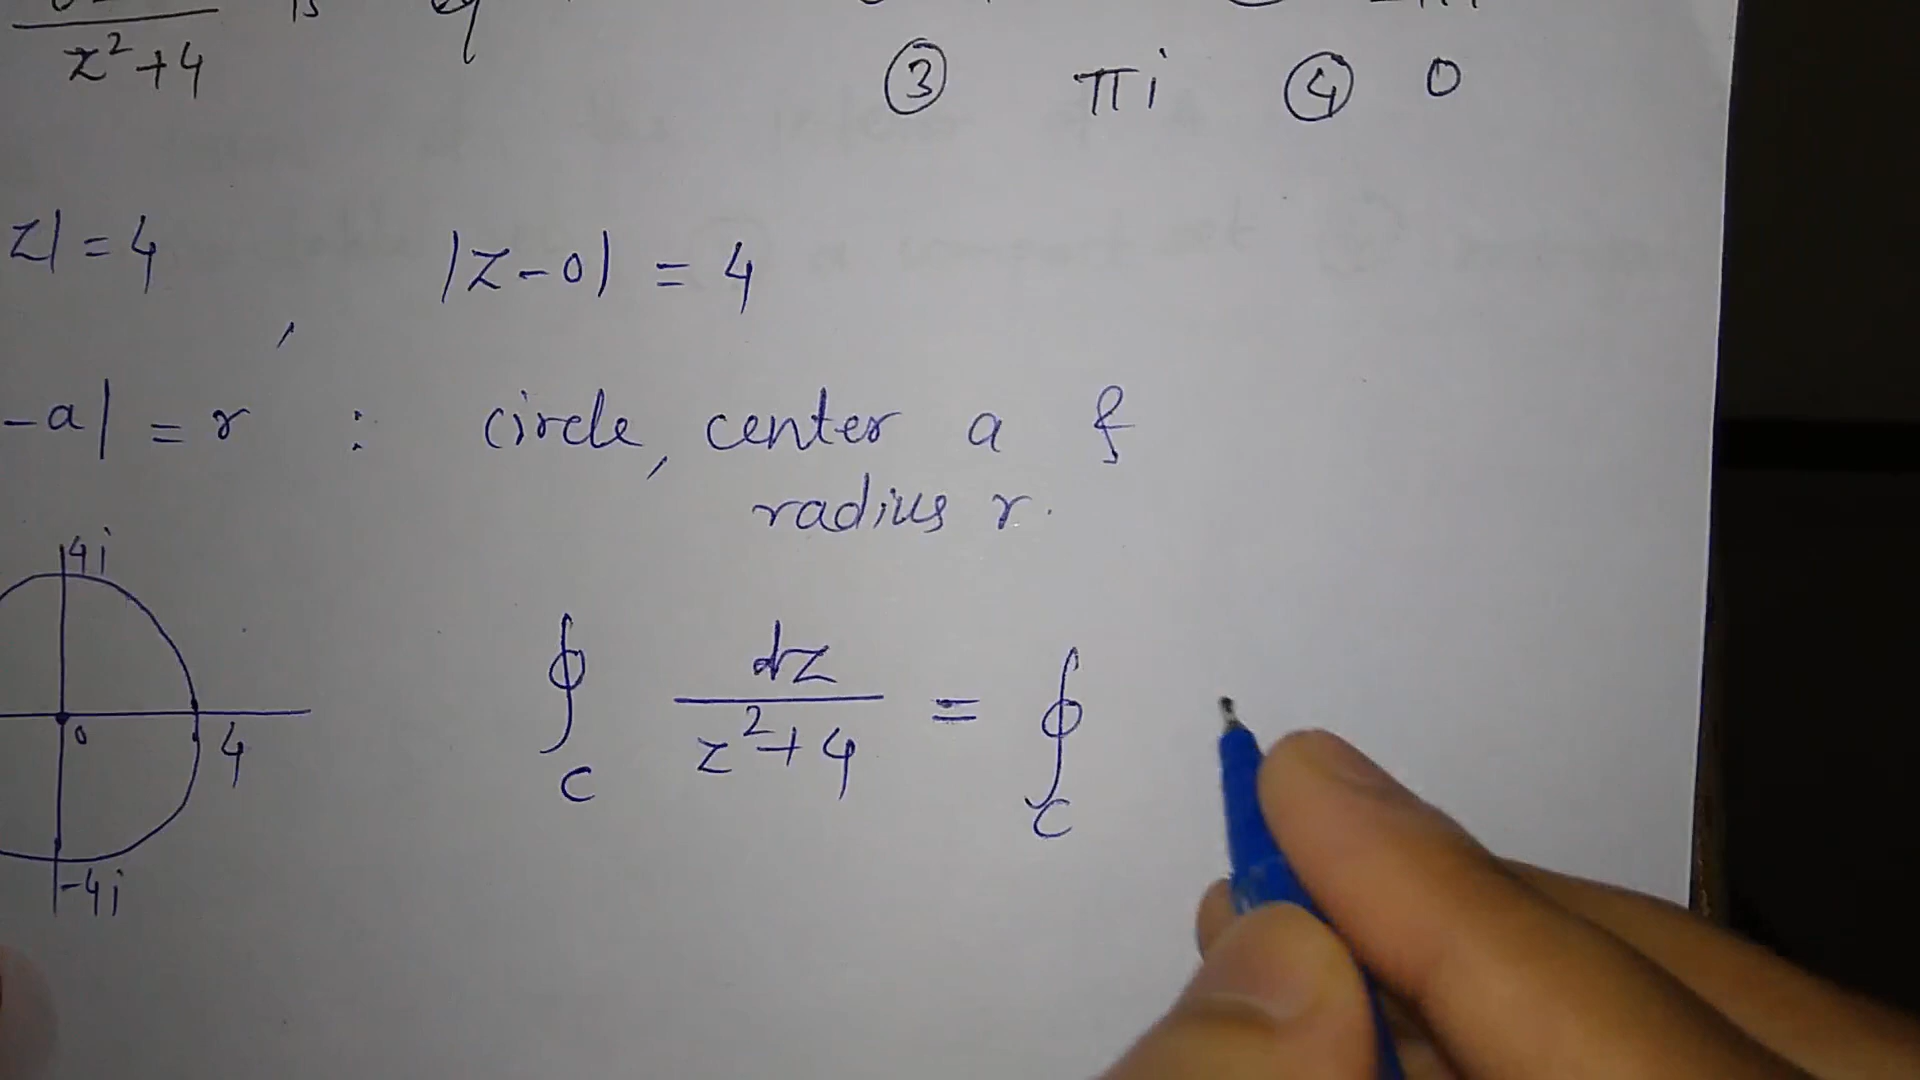 is
z²+4
③ πi ④ 0
z| = 4 , |z-0| = 4
-a| = r : circle, center a &
radius r.
4i
0
4
-4i
∮ dz = ∮
C z²+4 C